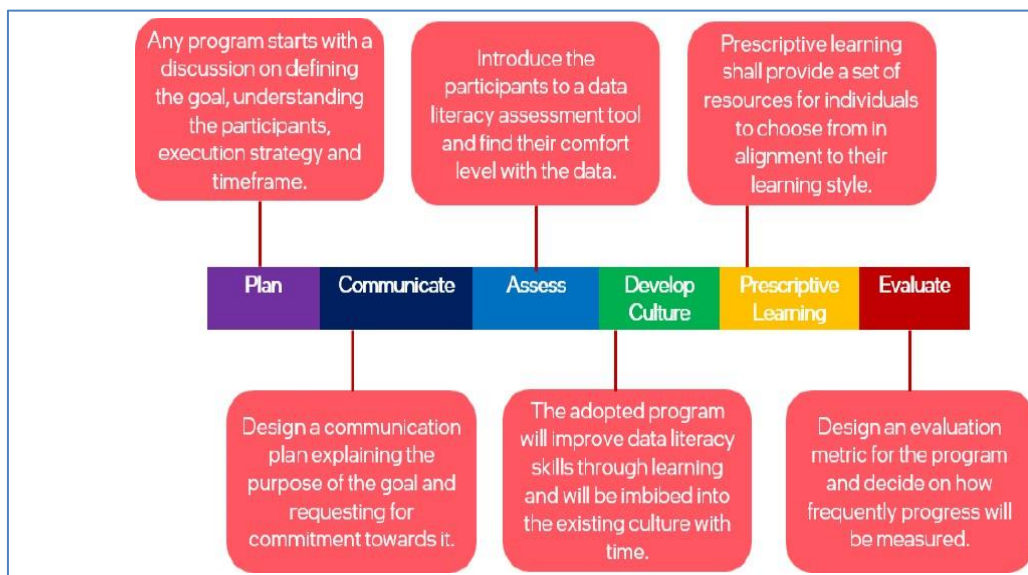 Any program starts with a
discussion on defining
the goal, understanding
the participants,
execution strategy and
timeframe.
Introduce the
participants to a data
literacy assessment tool
and find their comfort
level with the data.
Prescriptive learning
shall provide a set of
resources for individuals
to choose from in
alignment to their
learning style.
Plan
Communicate
Assess
Develop
Culture
Prescriptive
Learning
Evaluate
Design a communication
plan explaining the
purpose of the goal and
requesting for
commitment towards it.
The adopted program
will improve data literacy
skills through learning
and will be imbibed into
the existing culture with
time.
Design an evaluation
metric for the program
and decide on how
frequently progress will
be measured.